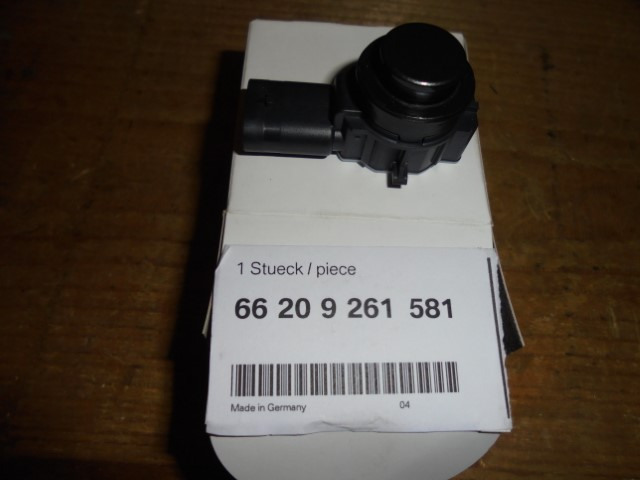 1 Stueck / piece
66 20 9 261 581
Made in Germany 04